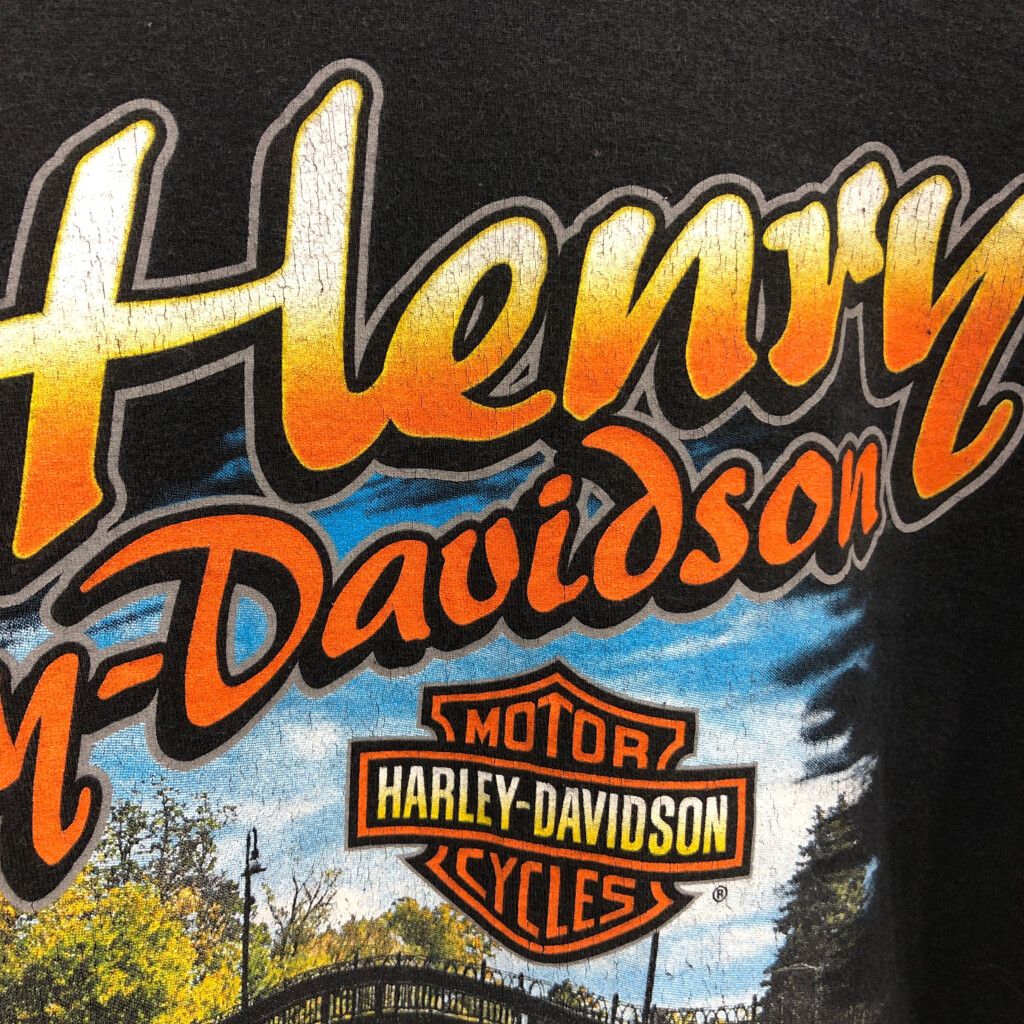 Henry
y-Davidson
MOTOR
HARLEY-DAVIDSON
CYCLES
®